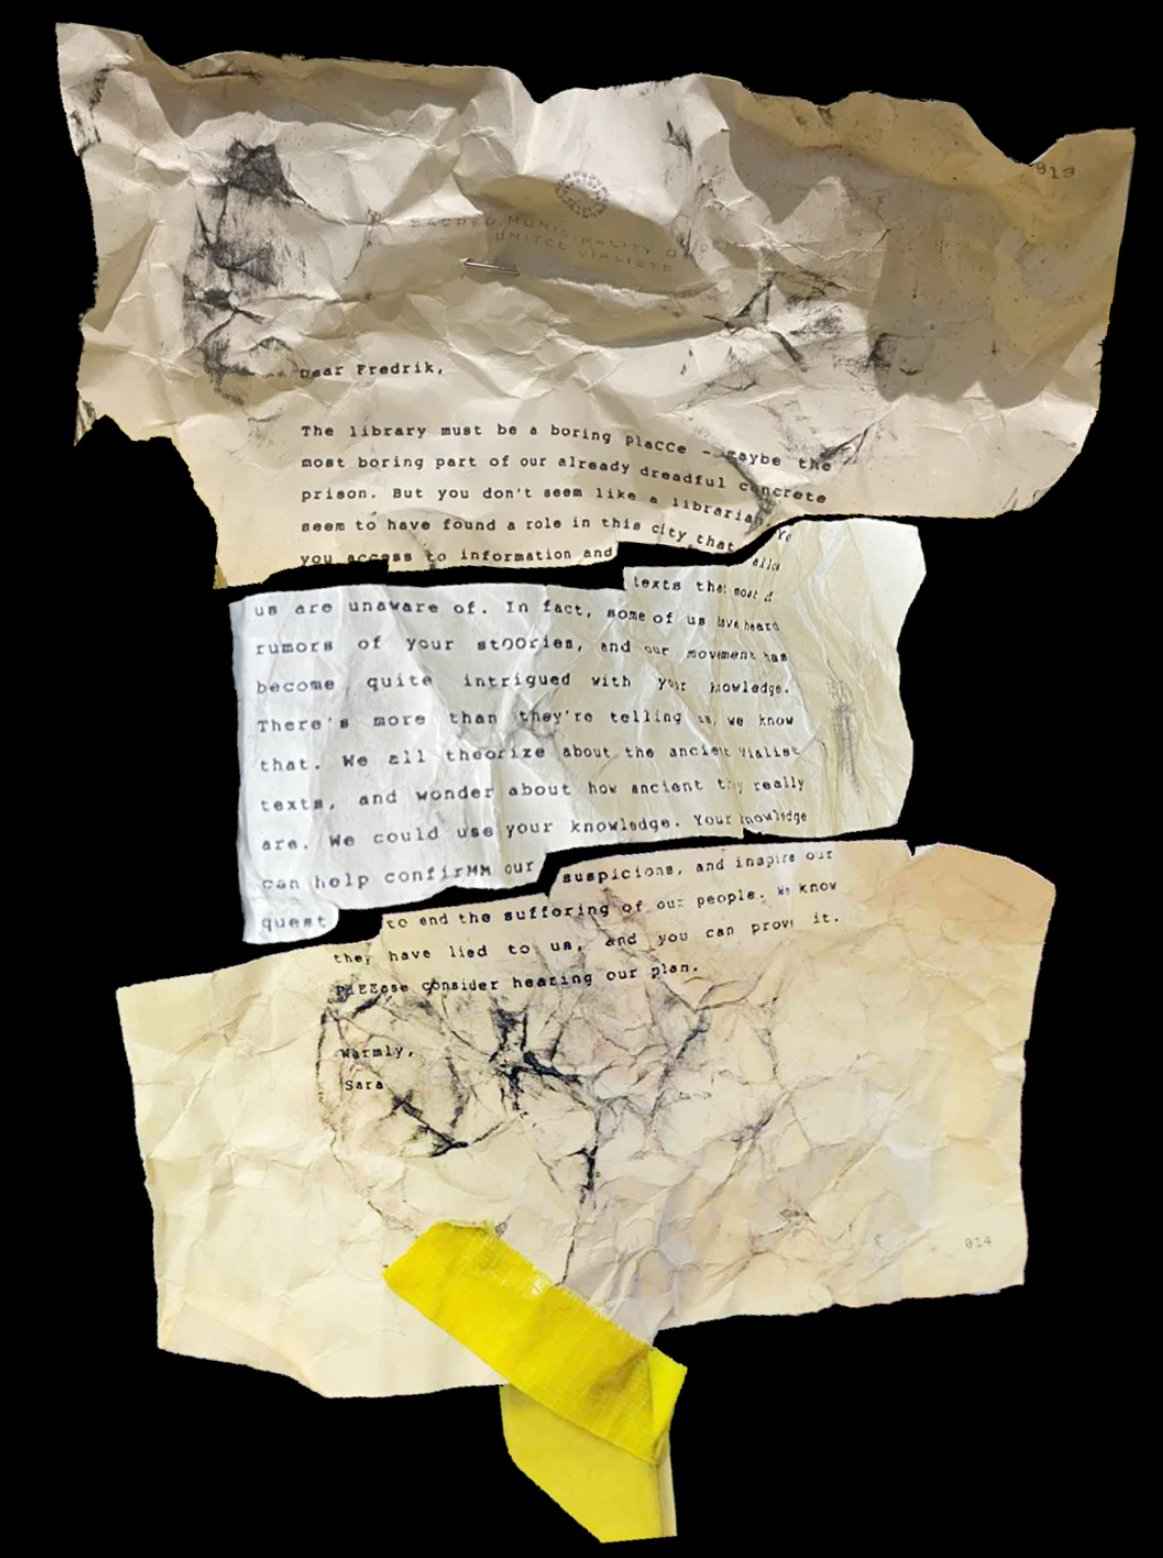 013
SACRED MUNICIPALITY OF
UNITED VIALISTS
Dear Fredrik,
The library must be a boring plaCCe - maybe the
most boring part of our already dreadful concrete
prison. But you don't seem like a librarian. Yo
seem to have found a role in this city that allow
you access to information and texts that most of
us are unaware of. In fact, some of us have heard
rumors of your stOOries, and our movement has
become quite intrigued with your knowledge.
There's more than they're telling us, we know
that. We all theorize about the ancient Vialist
texts, and wonder about how ancient they really
are. We could use your knowledge. Your knowledge
can help confirMM our suspicions, and inspire our
quest to end the suffering of our people. We know
they have lied to us, and you can prove it.
PLEEase consider hearing our plan.
Warmly,
Sara
014